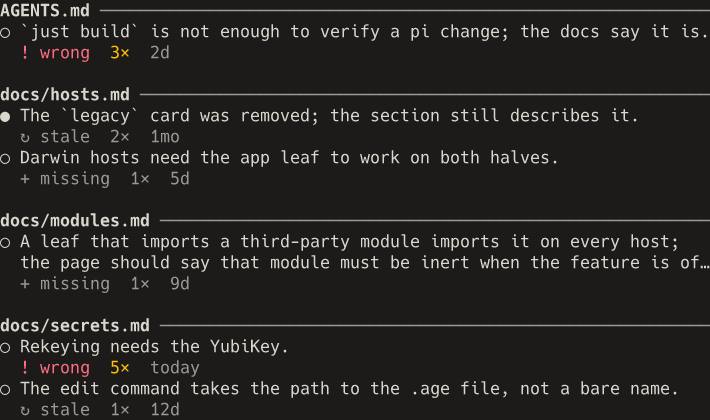 AGENTS.md
○ `just build` is not enough to verify a pi change; the docs say it is.
! wrong  3×  2d
docs/hosts.md
● The `legacy` card was removed; the section still describes it.
↻ stale  2×  1mo
○ Darwin hosts need the app leaf to work on both halves.
+ missing  1×  5d
docs/modules.md
○ A leaf that imports a third-party module imports it on every host;
the page should say that module must be inert when the feature is of…
+ missing  1×  9d
docs/secrets.md
○ Rekeying needs the YubiKey.
! wrong  5×  today
○ The edit command takes the path to the .age file, not a bare name.
↻ stale  1×  12d